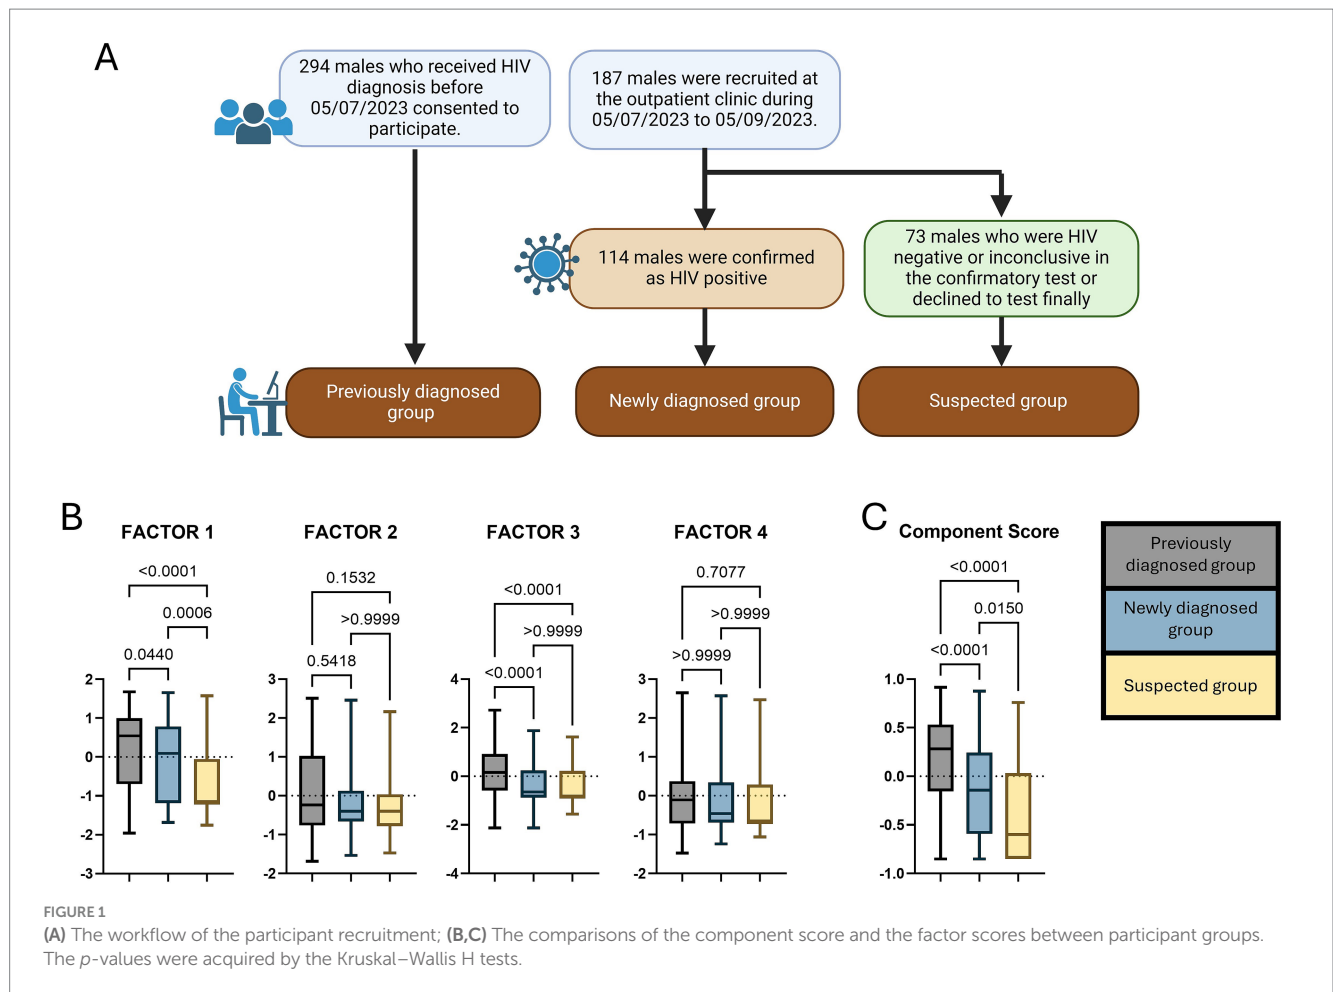 A
294 males who received HIV
diagnosis before
05/07/2023 consented to
participate.
187 males were recruited at
the outpatient clinic during
05/07/2023 to 05/09/2023.
114 males were confirmed
as HIV positive
73 males who were HIV
negative or inconclusive in
the confirmatory test or
declined to test finally
Previously diagnosed
group
Newly diagnosed group
Suspected group
B
FACTOR 1
<0.0001
0.0006
0.0440
2
1
0
-1
-2
-3
FACTOR 2
0.1532
>0.9999
0.5418
3
2
1
0
-1
-2
FACTOR 3
<0.0001
>0.9999
<0.0001
4
2
0
-2
-4
FACTOR 4
0.7077
>0.9999
>0.9999
3
2
1
0
-1
-2
C
Component Score
<0.0001
0.0150
<0.0001
1.0
0.5
0.0
-0.5
-1.0
Previously
diagnosed group
Newly diagnosed
group
Suspected group
FIGURE 1
(A) The workflow of the participant recruitment; (B,C) The comparisons of the component score and the factor scores between participant groups.
The p-values were acquired by the Kruskal–Wallis H tests.